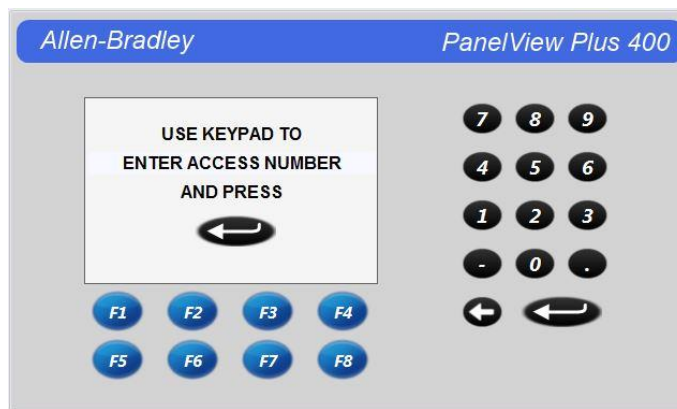 Allen-Bradley
PanelView Plus 400
USE KEYPAD TO
ENTER ACCESS NUMBER
AND PRESS
7 8 9
4 5 6
1 2 3
- 0 .
F1 F2 F3 F4
F5 F6 F7 F8